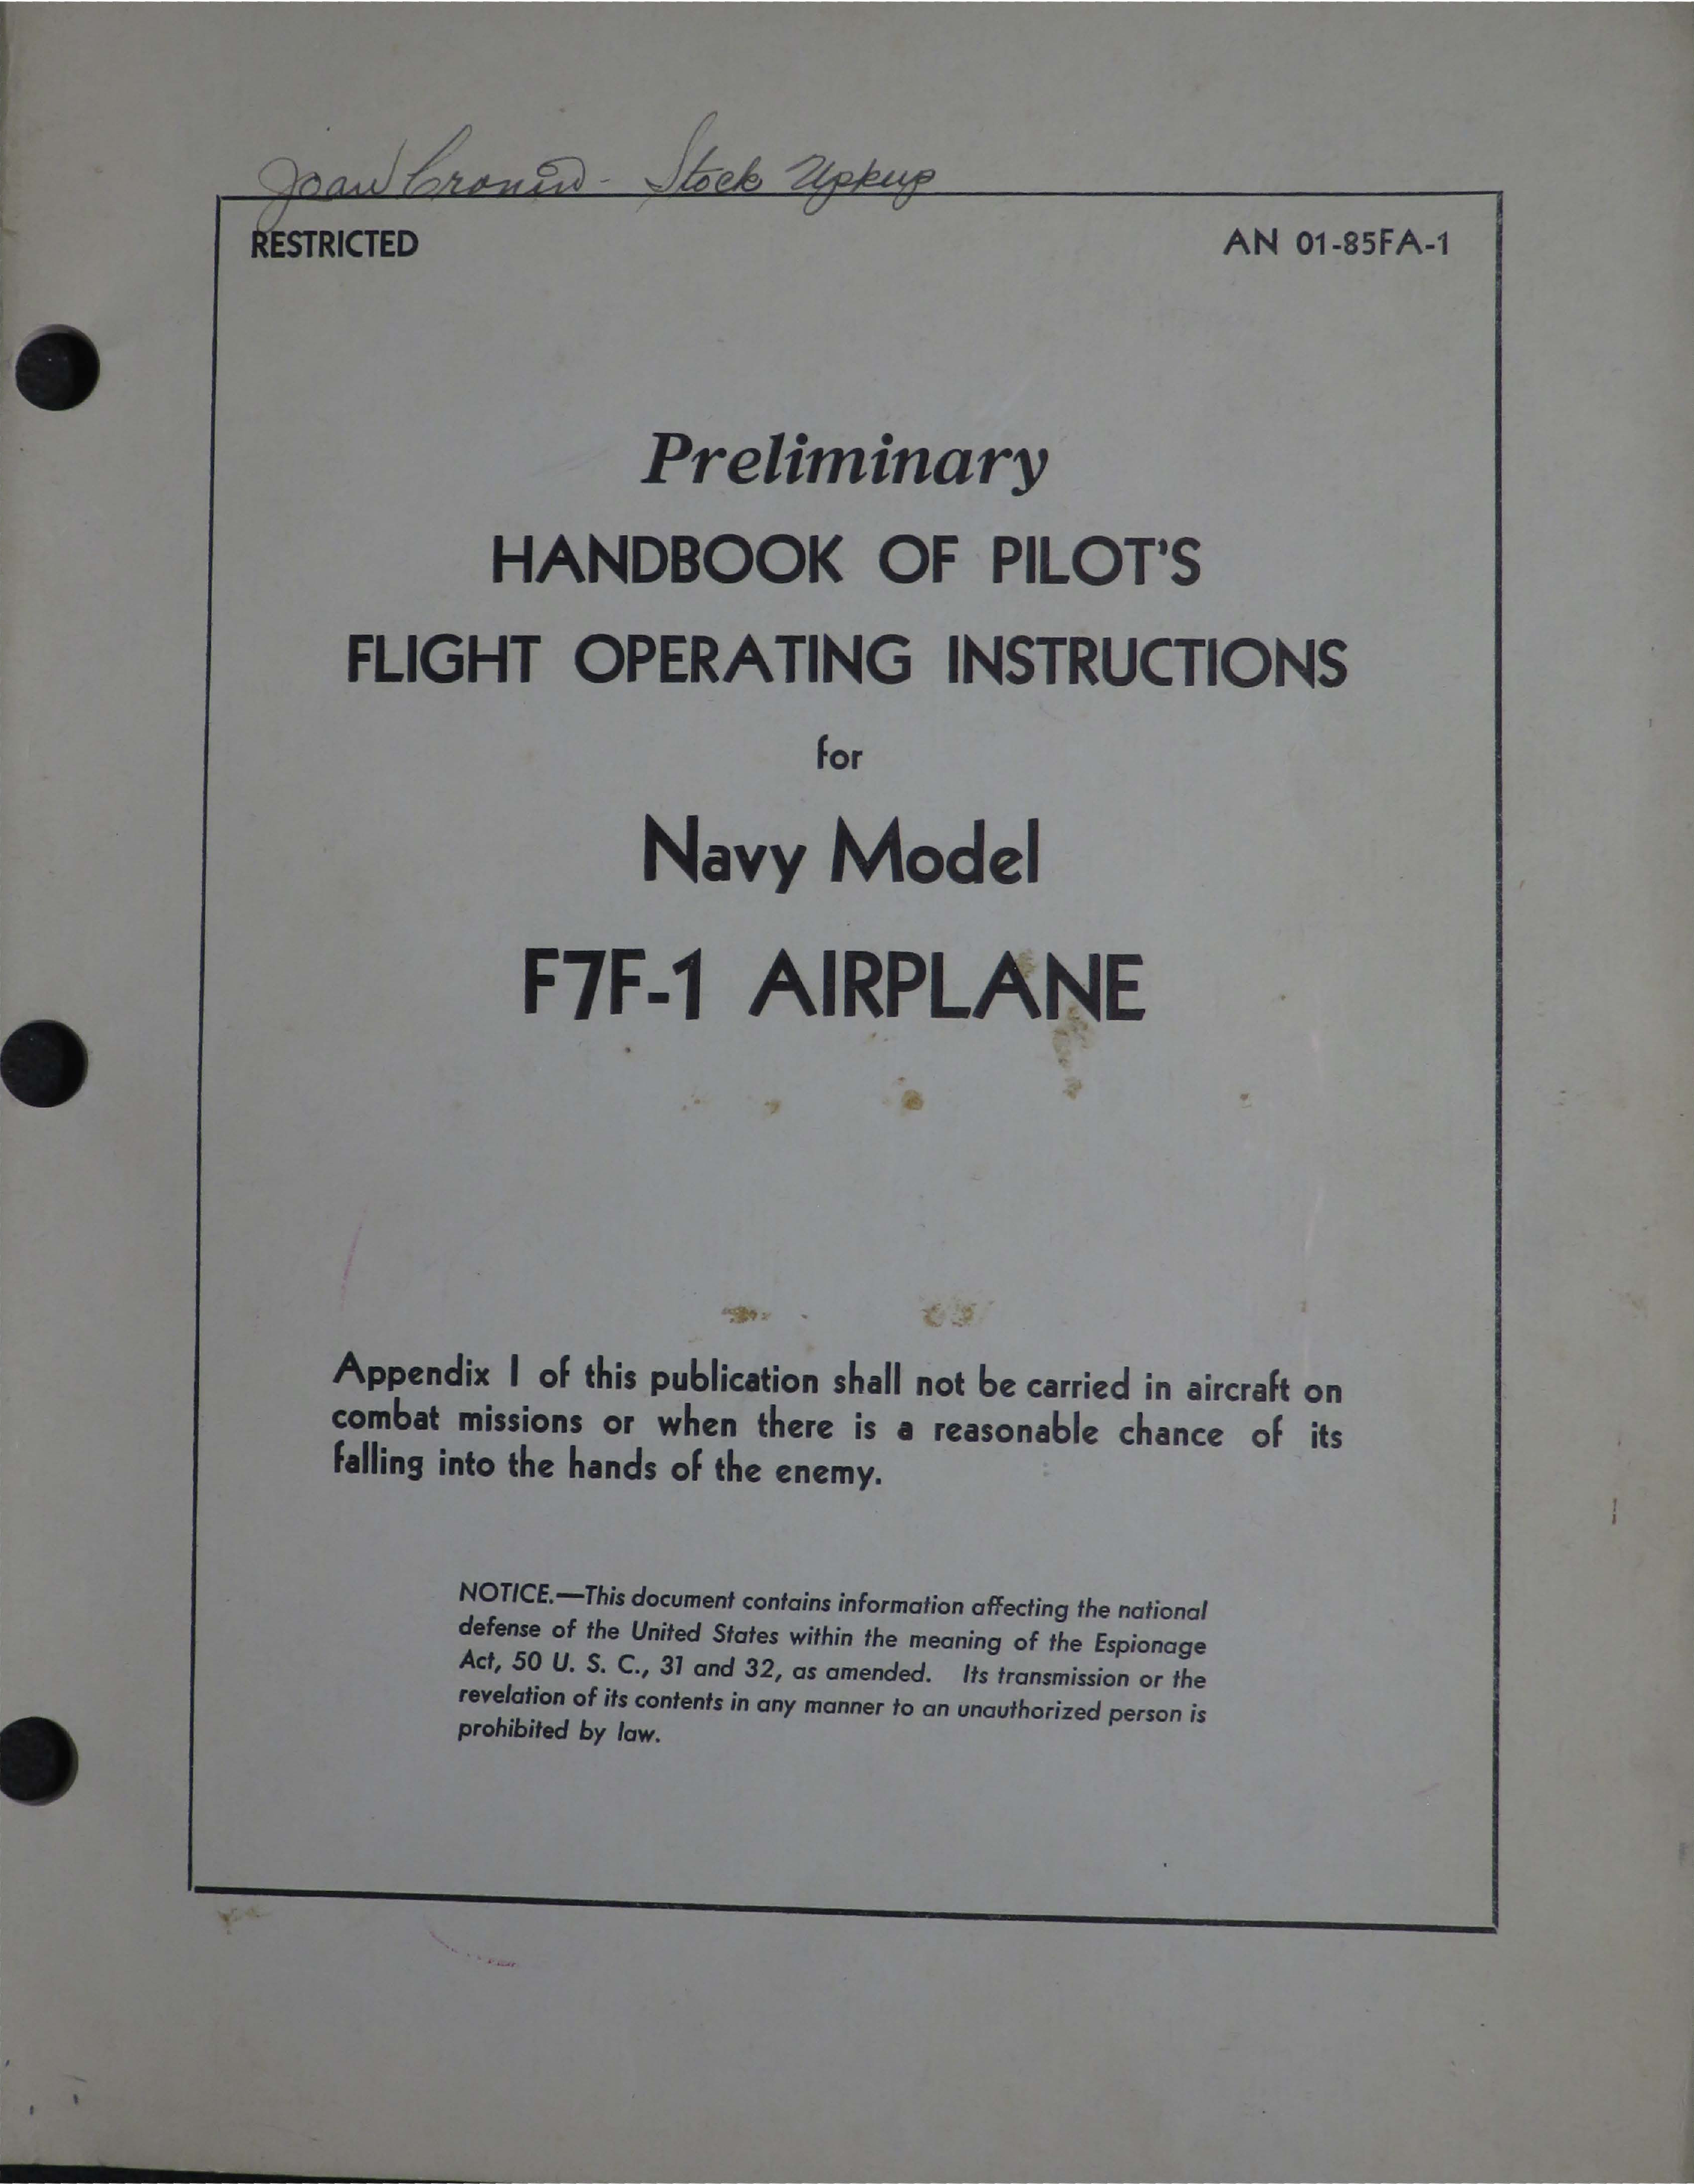 Joan Cronin - Stock Upkeep
RESTRICTED
AN 01-85FA-1
Preliminary
HANDBOOK OF PILOT'S
FLIGHT OPERATING INSTRUCTIONS
for
Navy Model
F7F-1 AIRPLANE
Appendix I of this publication shall not be carried in aircraft on
combat missions or when there is a reasonable chance of its
falling into the hands of the enemy.
NOTICE.—This document contains information affecting the national
defense of the United States within the meaning of the Espionage
Act, 50 U. S. C., 31 and 32, as amended. Its transmission or the
revelation of its contents in any manner to an unauthorized person is
prohibited by law.